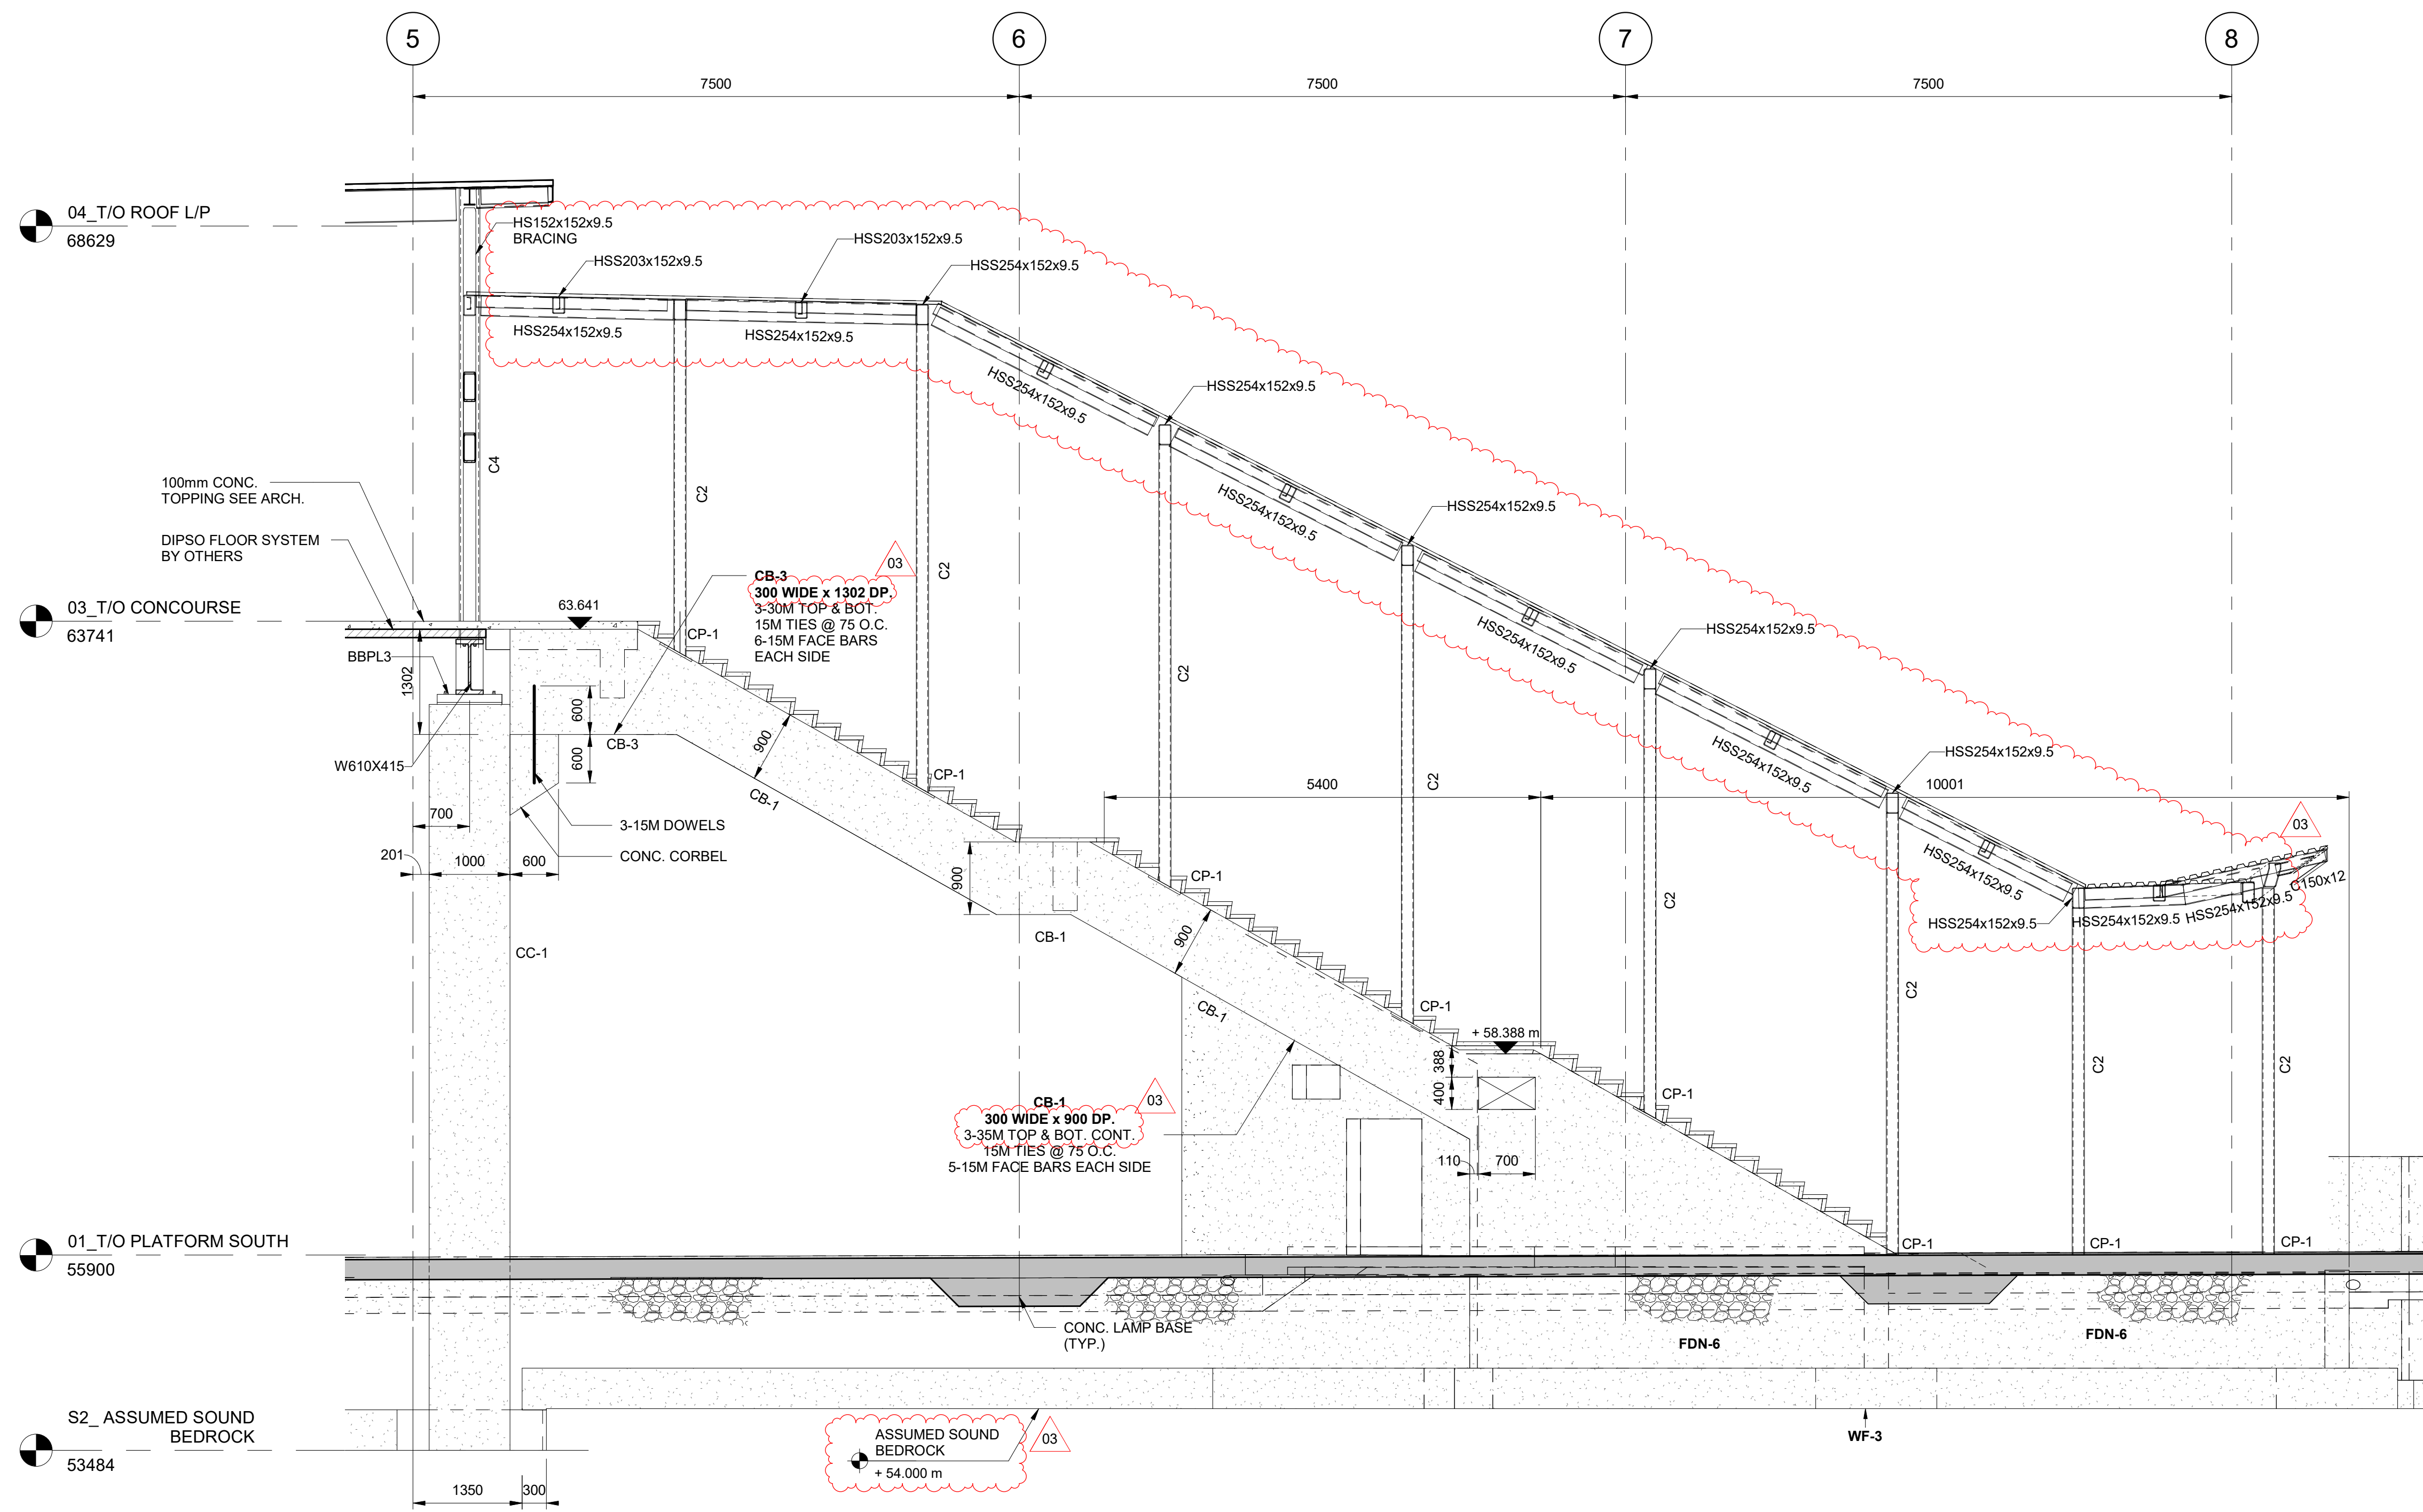 5
6
7
8
7500
7500
7500
04_T/O ROOF L/P
68629
HS152x152x9.5
BRACING
HSS203x152x9.5
HSS203x152x9.5
HSS254x152x9.5
HSS254x152x9.5
HSS254x152x9.5
HSS254x152x9.5
HSS254x152x9.5
C4
C2
C2
HSS254x152x9.5
HSS254x152x9.5
100mm CONC.
TOPPING SEE ARCH.
DIPSO FLOOR SYSTEM
BY OTHERS
03
CB-3
300 WIDE x 1302 DP.
3-30M TOP & BOT.
15M TIES @ 75 O.C.
6-15M FACE BARS
EACH SIDE
03_T/O CONCOURSE
63741
63.641
CP-1
BBPL3
1302
HSS254x152x9.5
HSS254x152x9.5
C2
600
600
CB-3
900
W610X415
CP-1
CB-1
700
3-15M DOWELS
CONC. CORBEL
201
1000
600
HSS254x152x9.5
HSS254x152x9.5
C2
5400
10001
03
900
CP-1
HSS254x152x9.5
C150x12
HSS254x152x9.5
HSS254x152x9.5
HSS254x152x9.5
C2
CC-1
CB-1
900
C2
CB-1
CP-1
+ 58.388 m
388
400
C2
C2
CP-1
03
CB-1
300 WIDE x 900 DP.
3-35M TOP & BOT. CONT.
15M TIES @ 75 O.C.
5-15M FACE BARS EACH SIDE
110
700
01_T/O PLATFORM SOUTH
55900
CP-1
CP-1
CP-1
CONC. LAMP BASE
(TYP.)
FDN-6
FDN-6
S2_ ASSUMED SOUND
BEDROCK
53484
ASSUMED SOUND
BEDROCK
+ 54.000 m
03
WF-3
1350
300